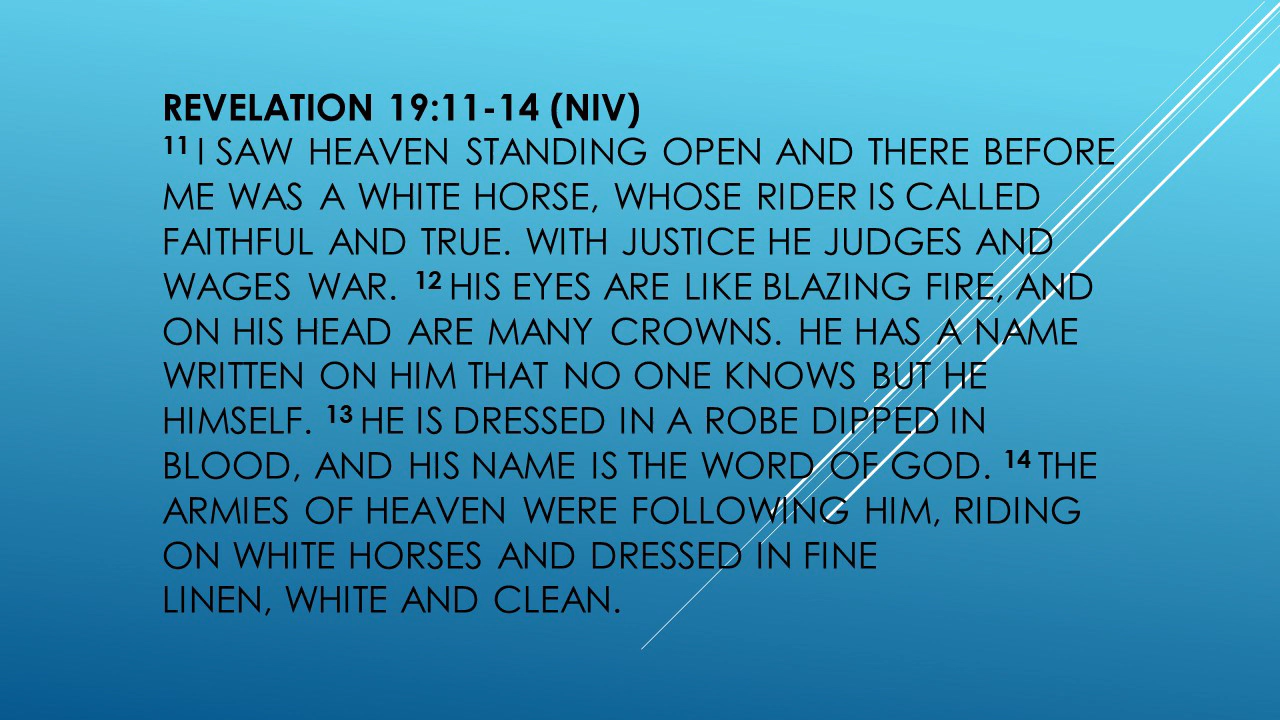 REVELATION 19:11-14 (NIV)
11 I SAW HEAVEN STANDING OPEN AND THERE BEFORE
ME WAS A WHITE HORSE, WHOSE RIDER IS CALLED
FAITHFUL AND TRUE. WITH JUSTICE HE JUDGES AND
WAGES WAR. 12 HIS EYES ARE LIKE BLAZING FIRE, AND
ON HIS HEAD ARE MANY CROWNS. HE HAS A NAME
WRITTEN ON HIM THAT NO ONE KNOWS BUT HE
HIMSELF. 13 HE IS DRESSED IN A ROBE DIPPED IN
BLOOD, AND HIS NAME IS THE WORD OF GOD. 14 THE
ARMIES OF HEAVEN WERE FOLLOWING HIM, RIDING
ON WHITE HORSES AND DRESSED IN FINE
LINEN, WHITE AND CLEAN.